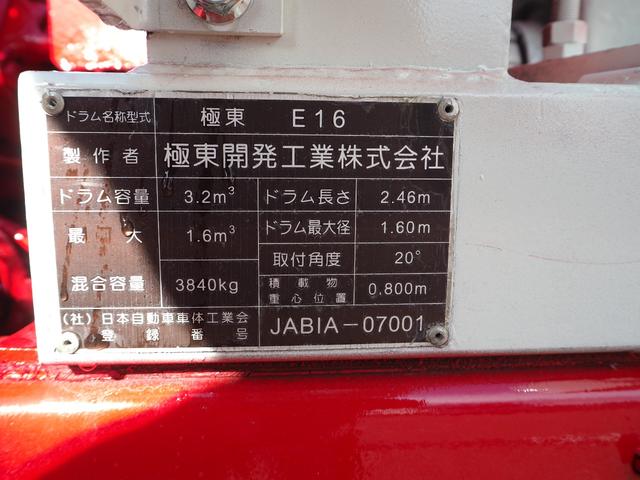 ドラム名称型式 極東 E16
製作者 極東開発工業株式会社
ドラム容量 3.2m³ ドラム長さ 2.46m
最大 1.6m³ ドラム最大径 1.60m
取付角度 20°
混合容量 3840kg 積載物重心位置 0.800m
(社)日本自動車車体工業会
登録番号 JABIA-07001